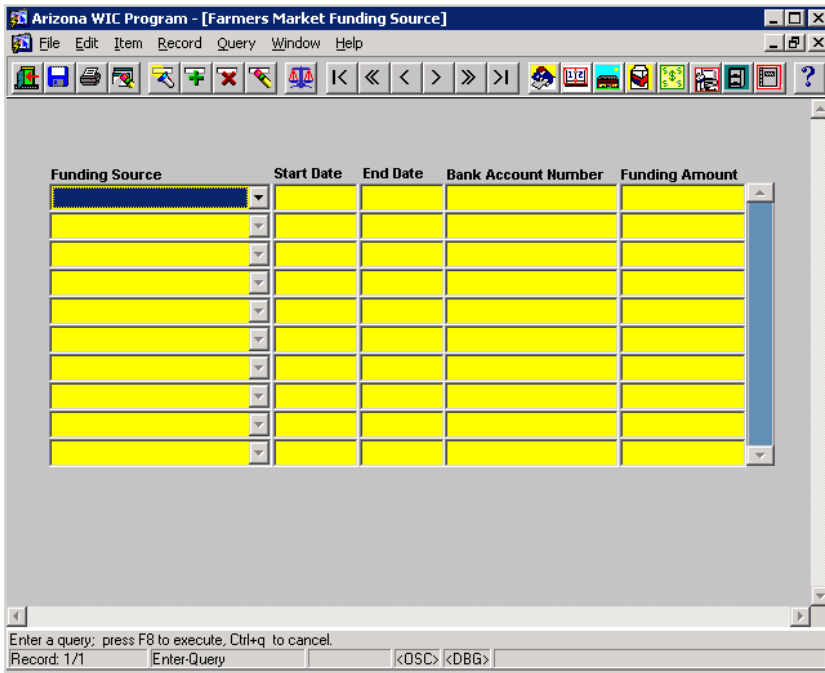 Arizona WIC Program - [Farmers Market Funding Source]
File Edit Item Record Query Window Help
Funding Source Start Date End Date Bank Account Number Funding Amount
Enter a query; press F8 to execute, Ctrl+q to cancel.
Record: 1/1 Enter-Query <OSC> <DBG>